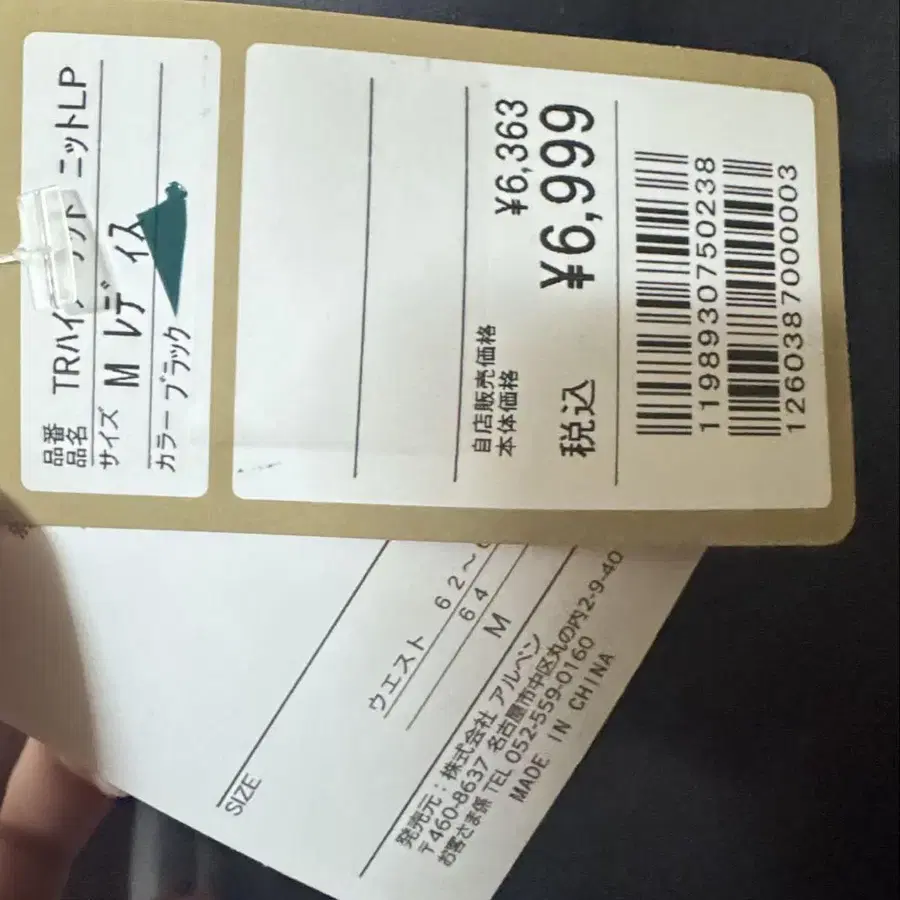 品番
品名 TRハイ ニットLP
サイズ M レディス
カラー ブラック
自店販売価格
本体価格 ¥6,363
税込 ¥6,999
1198930750238
1260387000003
SIZE
ウエスト 62～
64
M
発売元：株式会社 アルペン
〒460-8637 名古屋市中区丸の内2-9-40
お客さま係 TEL 052-559-0160
MADE IN CHINA